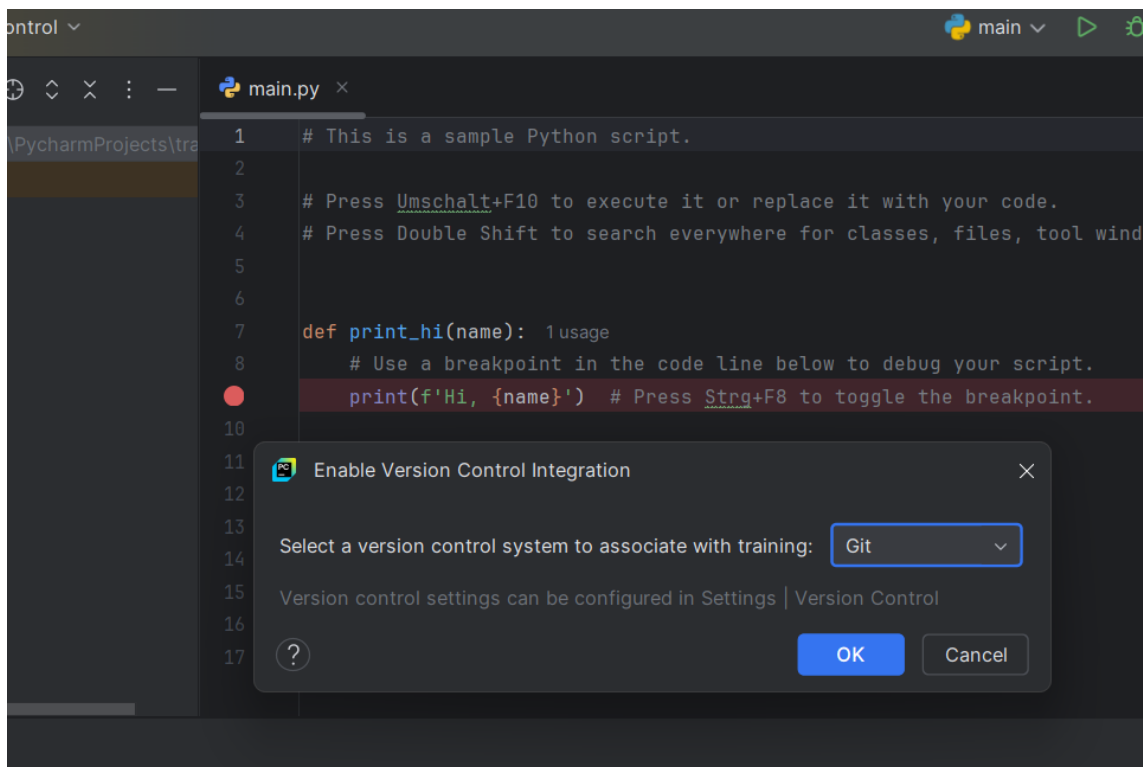 ontrol
main
main.py
\PycharmProjects\tra
1 # This is a sample Python script.
2
3 # Press Umschalt+F10 to execute it or replace it with your code.
4 # Press Double Shift to search everywhere for classes, files, tool wind
5
6
7 def print_hi(name): 1 usage
8 # Use a breakpoint in the code line below to debug your script.
print(f'Hi, {name}') # Press Strg+F8 to toggle the breakpoint.
10
11
12
13
14
15
16
17
PC
Enable Version Control Integration
Select a version control system to associate with training: Git
Version control settings can be configured in Settings | Version Control
?
OK Cancel